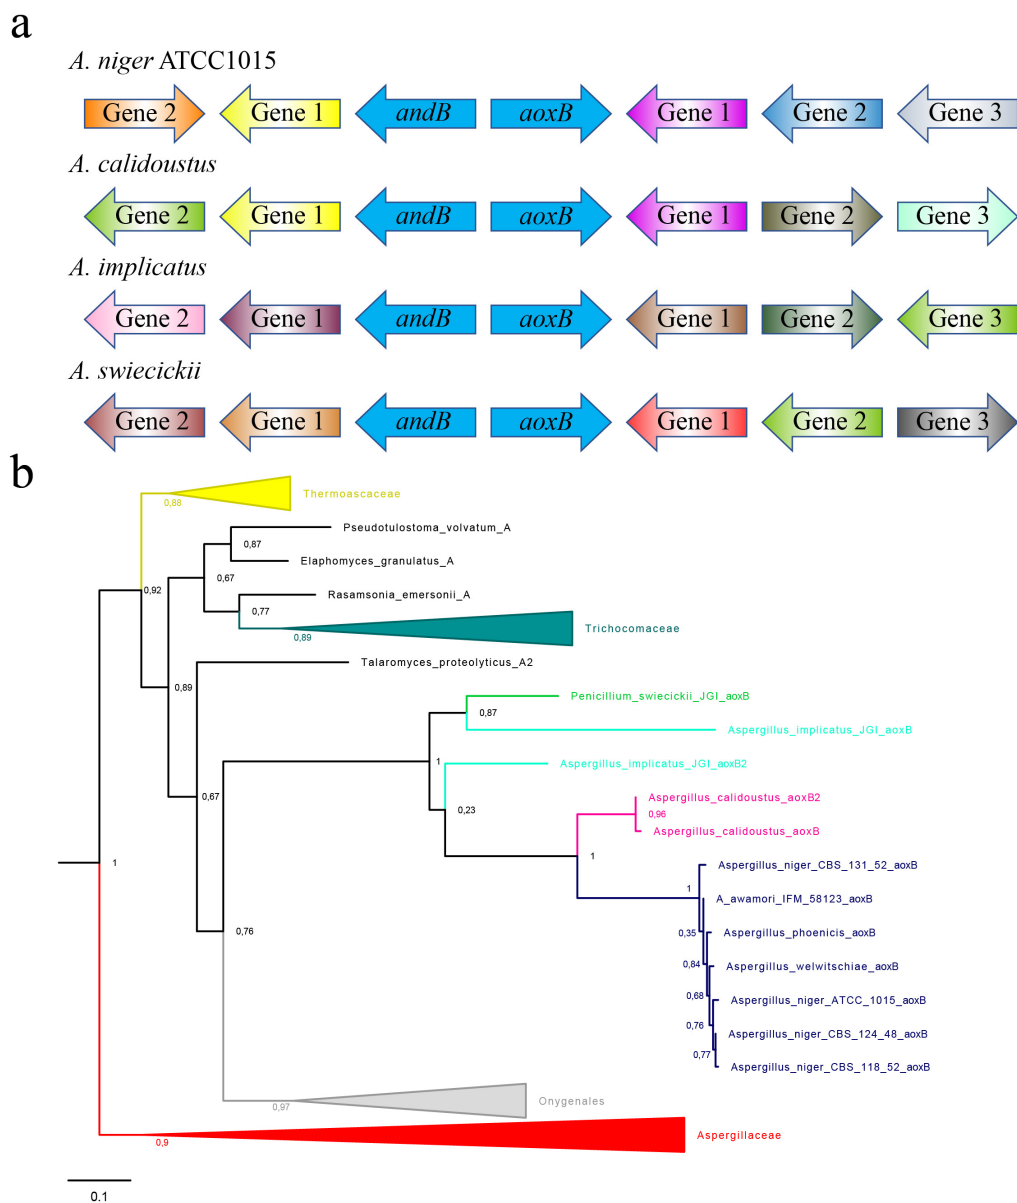 a
A. niger ATCC1015
Gene 2 Gene 1 andB aoxB Gene 1 Gene 2 Gene 3
A. calidoustus
Gene 2 Gene 1 andB aoxB Gene 1 Gene 2 Gene 3
A. implicatus
Gene 2 Gene 1 andB aoxB Gene 1 Gene 2 Gene 3
A. swiecickii
Gene 2 Gene 1 andB aoxB Gene 1 Gene 2 Gene 3
b
Thermoascaceae
0,88
Pseudotulostoma_volvatum_A
0,87
Elaphomyces_granulatus_A
0,67
0,92
Rasamsonia_emersonii_A
0,77
Trichocomaceae
0,89
Talaromyces_proteolyticus_A2
0,89
Penicillium_swiecickii_JGI_aoxB
0,87
Aspergillus_implicatus_JGI_aoxB
1
Aspergillus_implicatus_JGI_aoxB2
0,67
Aspergillus_calidoustus_aoxB2
0,23
0,96
Aspergillus_calidoustus_aoxB
1
1
Aspergillus_niger_CBS_131_52_aoxB
1
A_awamori_IFM_58123_aoxB
0,76
0,35
Aspergillus_phoenicis_aoxB
0,84
Aspergillus_welwitschiae_aoxB
0,68
Aspergillus_niger_ATCC_1015_aoxB
0,76
Aspergillus_niger_CBS_124_48_aoxB
0,77
Aspergillus_niger_CBS_118_52_aoxB
Onygenales
0,97
Aspergillaceae
0,9
0.1